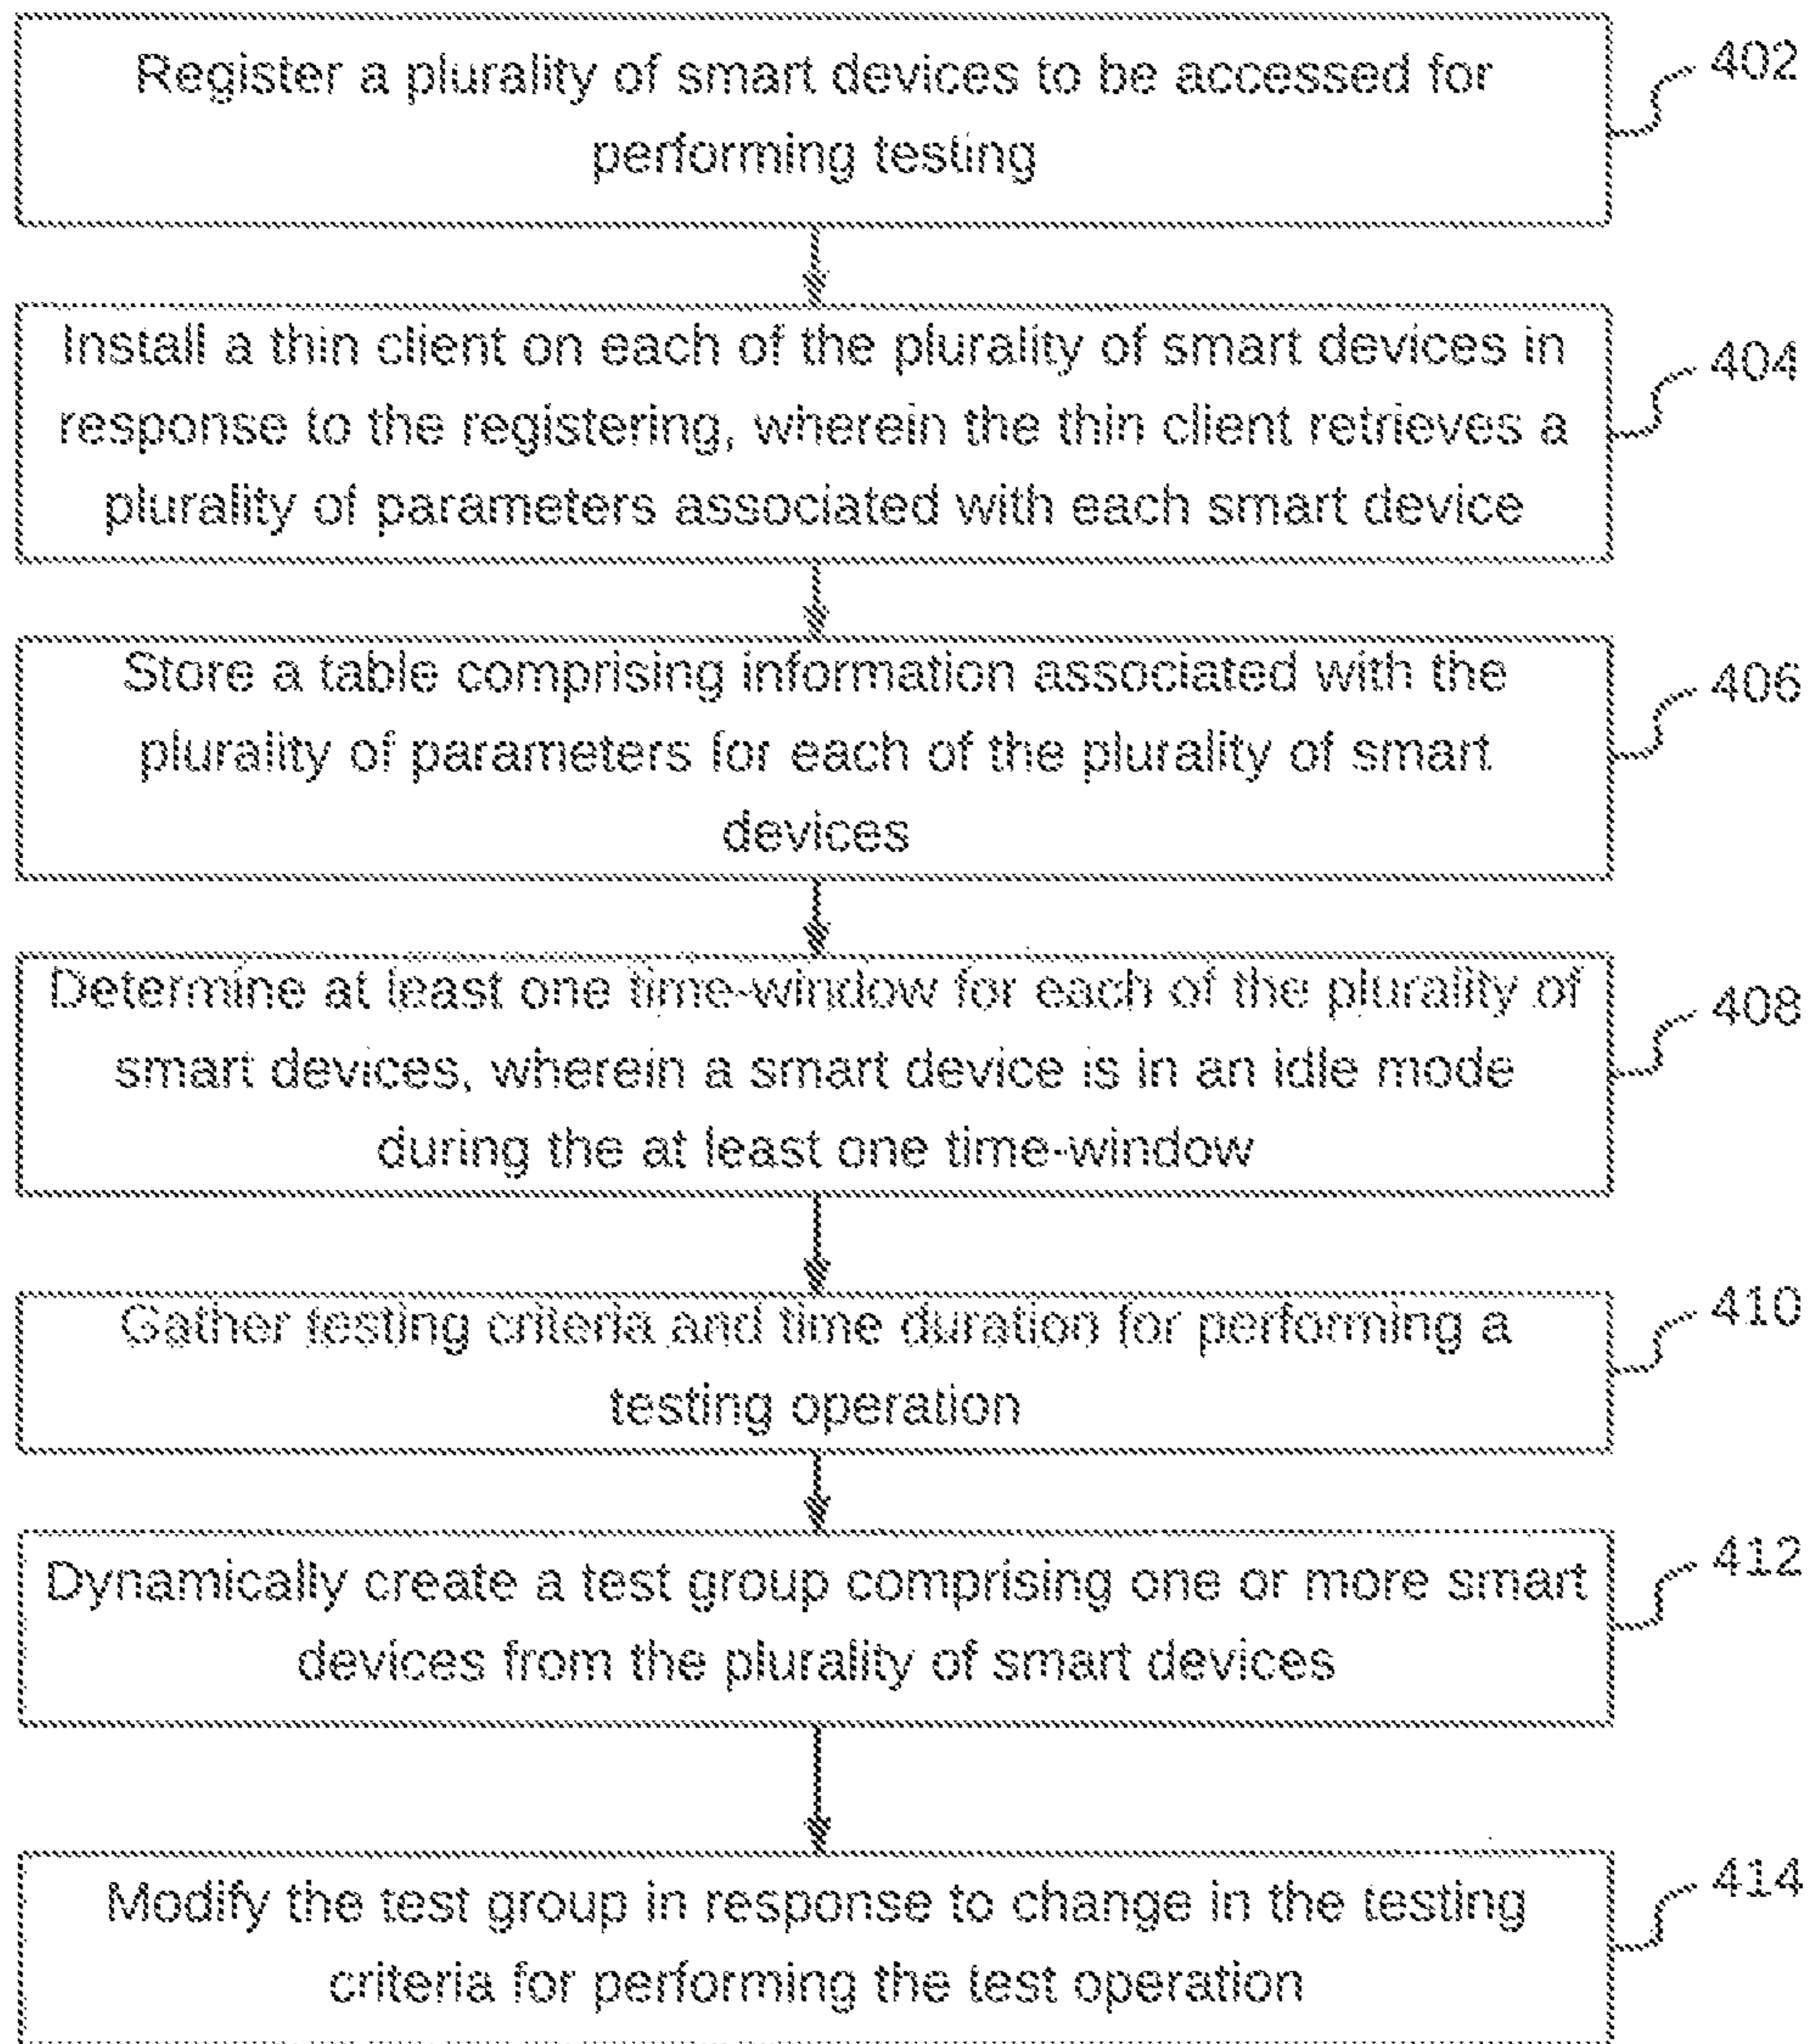 Register a plurality of smart devices to be accessed for
performing testing
402
Install a thin client on each of the plurality of smart devices in
response to the registering, wherein the thin client retrieves a
plurality of parameters associated with each smart device
404
Store a table comprising information associated with the
plurality of parameters for each of the plurality of smart
devices
406
Determine at least one time-window for each of the plurality of
smart devices, wherein a smart device is in an idle mode
during the at least one time-window
408
Gather testing criteria and time duration for performing a
testing operation
410
Dynamically create a test group comprising one or more smart
devices from the plurality of smart devices
412
Modify the test group in response to change in the testing
criteria for performing the test operation
414